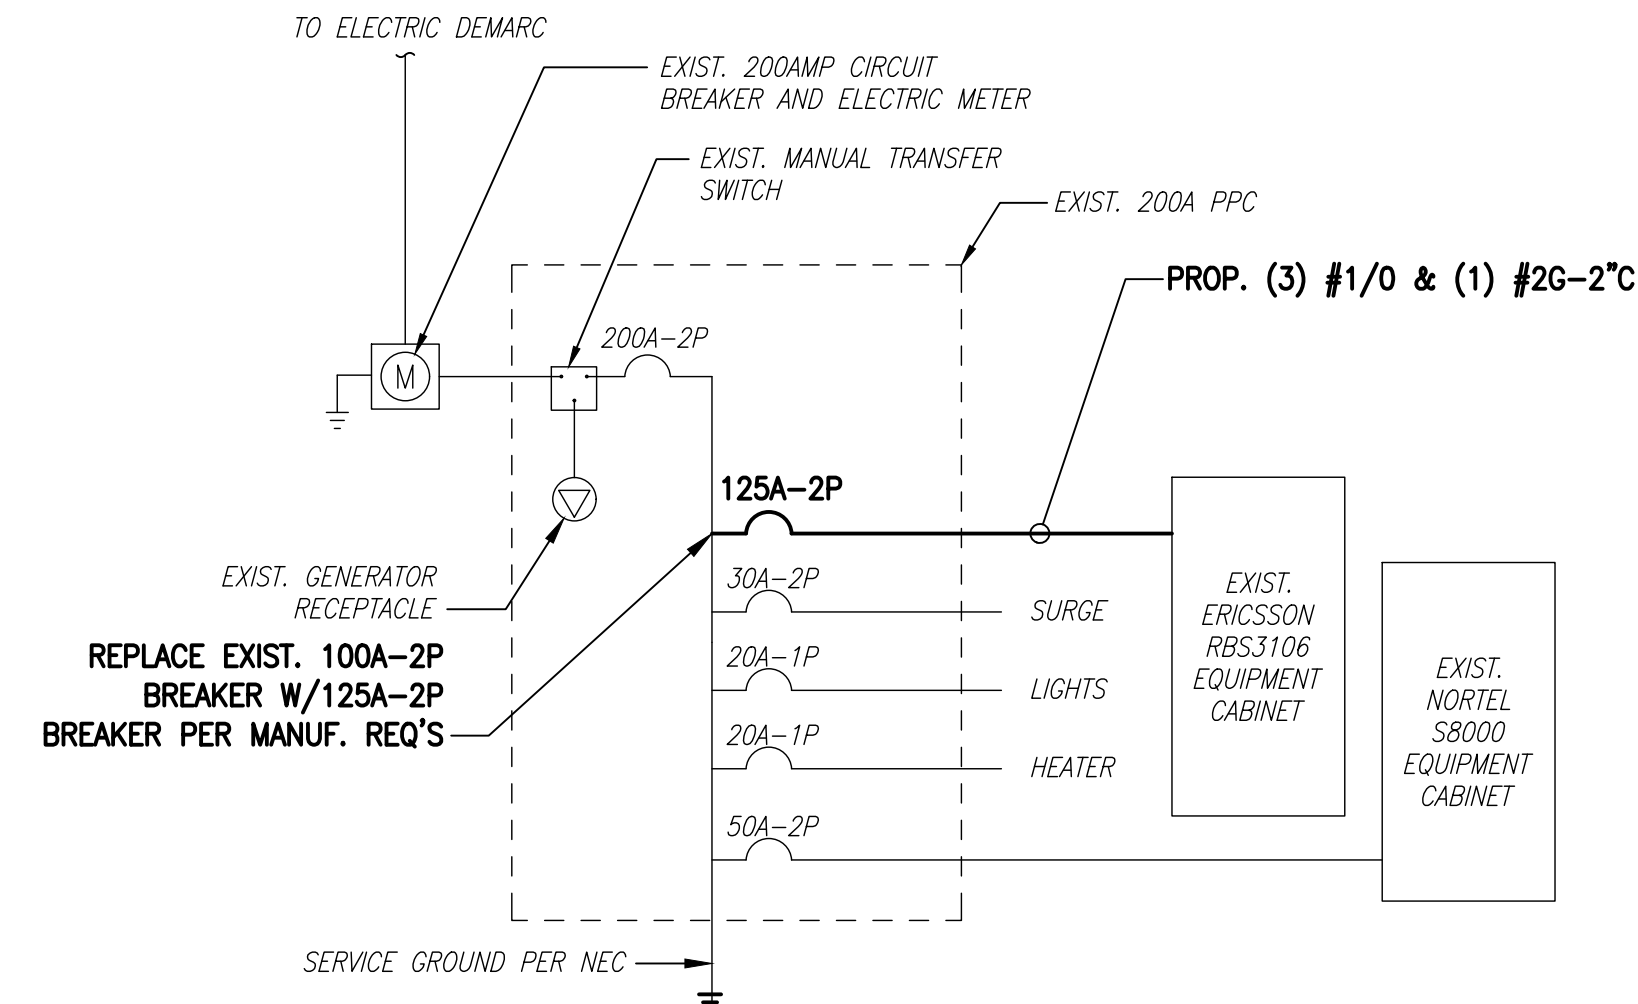 TO ELECTRIC DEMARC
EXIST. 200AMP CIRCUIT
BREAKER AND ELECTRIC METER
EXIST. MANUAL TRANSFER
SWITCH
EXIST. 200A PPC
PROP. (3) #1/0 & (1) #2G-2"C
200A-2P
M
125A-2P
EXIST. GENERATOR
RECEPTACLE
30A-2P
SURGE
REPLACE EXIST. 100A-2P
BREAKER W/125A-2P
BREAKER PER MANUF. REQ'S
20A-1P
LIGHTS
20A-1P
HEATER
50A-2P
EXIST.
ERICSSON
RBS3106
EQUIPMENT
CABINET
EXIST.
NORTEL
S8000
EQUIPMENT
CABINET
SERVICE GROUND PER NEC